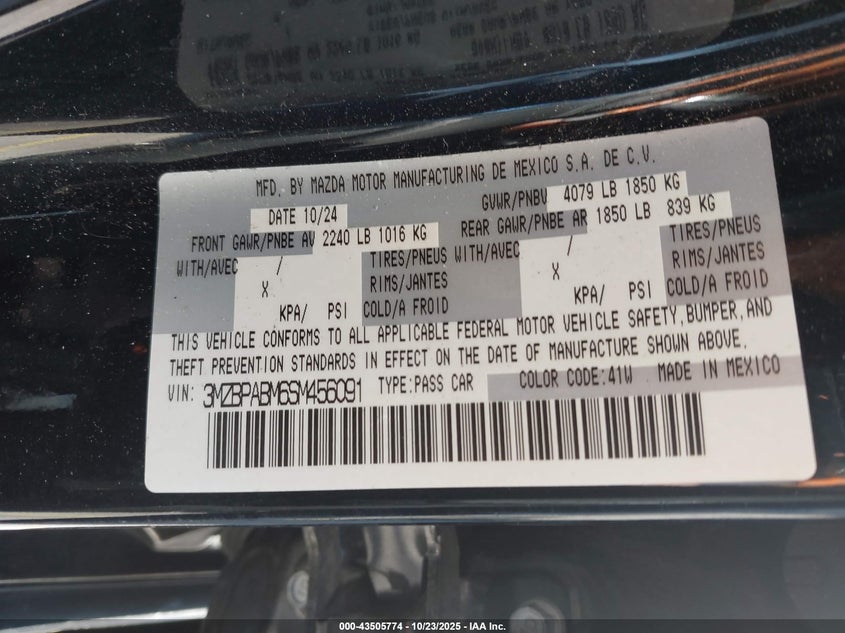 MFD. BY MAZDA MOTOR MANUFACTURING DE MEXICO S.A. DE C.V.
DATE 10/24 GVWR/PNBV 4079 LB 1850 KG
FRONT GAWR/PNBE AV 2240 LB 1016 KG REAR GAWR/PNBE AR 1850 LB 839 KG
WITH/AVEC / TIRES/PNEUS WITH/AVEC / TIRES/PNEUS
X RIMS/JANTES X RIMS/JANTES
KPA/ PSI COLD/A FROID KPA/ PSI COLD/A FROID
THIS VEHICLE CONFORMS TO ALL APPLICABLE FEDERAL MOTOR VEHICLE SAFETY, BUMPER, AND
THEFT PREVENTION STANDARDS IN EFFECT ON THE DATE OF MANUFACTURE SHOWN ABOVE.
VIN: 3MZBPABM6SM456091 TYPE:PASS CAR COLOR CODE:41W MADE IN MEXICO
000-43505774 - 10/23/2025 - IAA Inc.